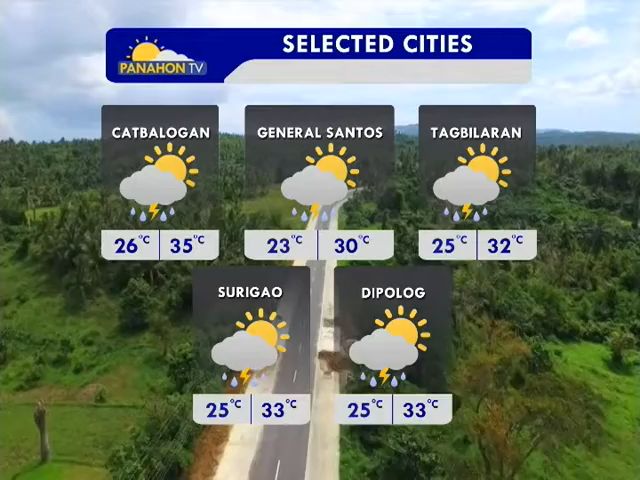 PANAHON TV
SELECTED CITIES
CATBALOGAN
26°C 35°C
GENERAL SANTOS
23°C 30°C
TAGBILARAN
25°C 32°C
SURIGAO
25°C 33°C
DIPOLOG
25°C 33°C